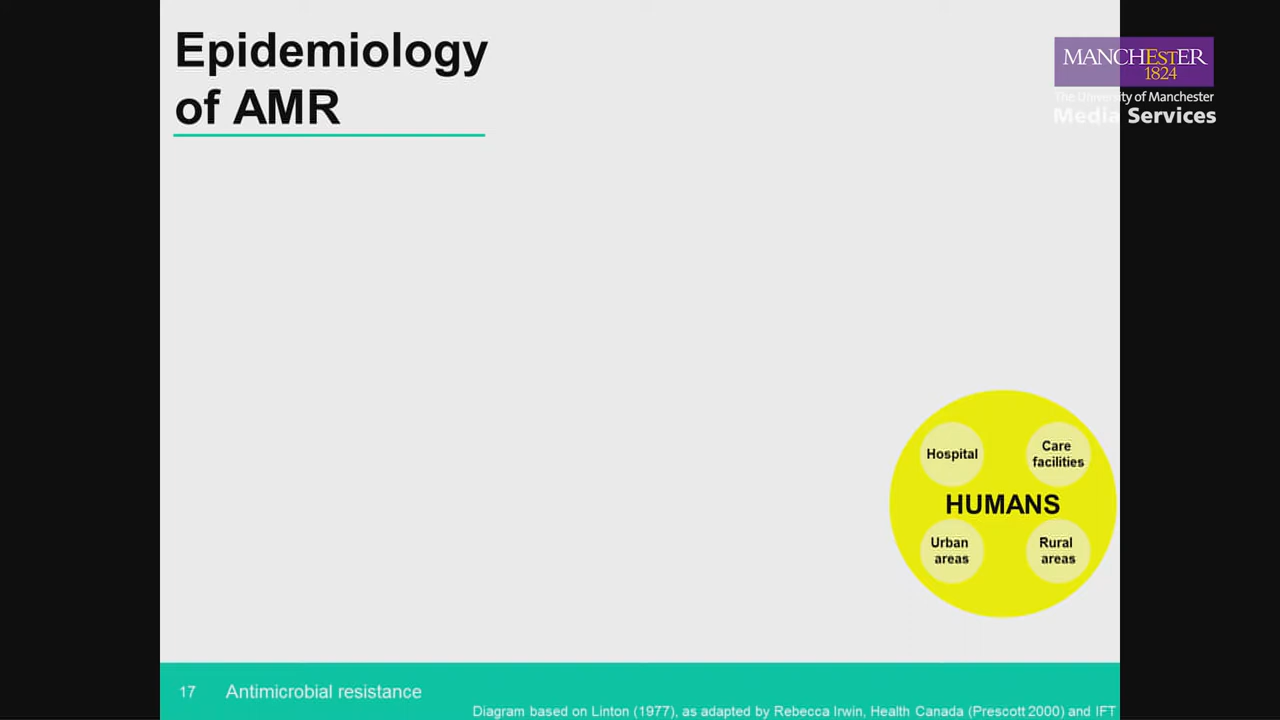 Epidemiology
of AMR
MANCHESTER
1824
The University of Manchester
Media Services
Hospital
Care
facilities
HUMANS
Urban
areas
Rural
areas
17 Antimicrobial resistance
Diagram based on Linton (1977), as adapted by Rebecca Irwin, Health Canada (Prescott 2000) and IFT